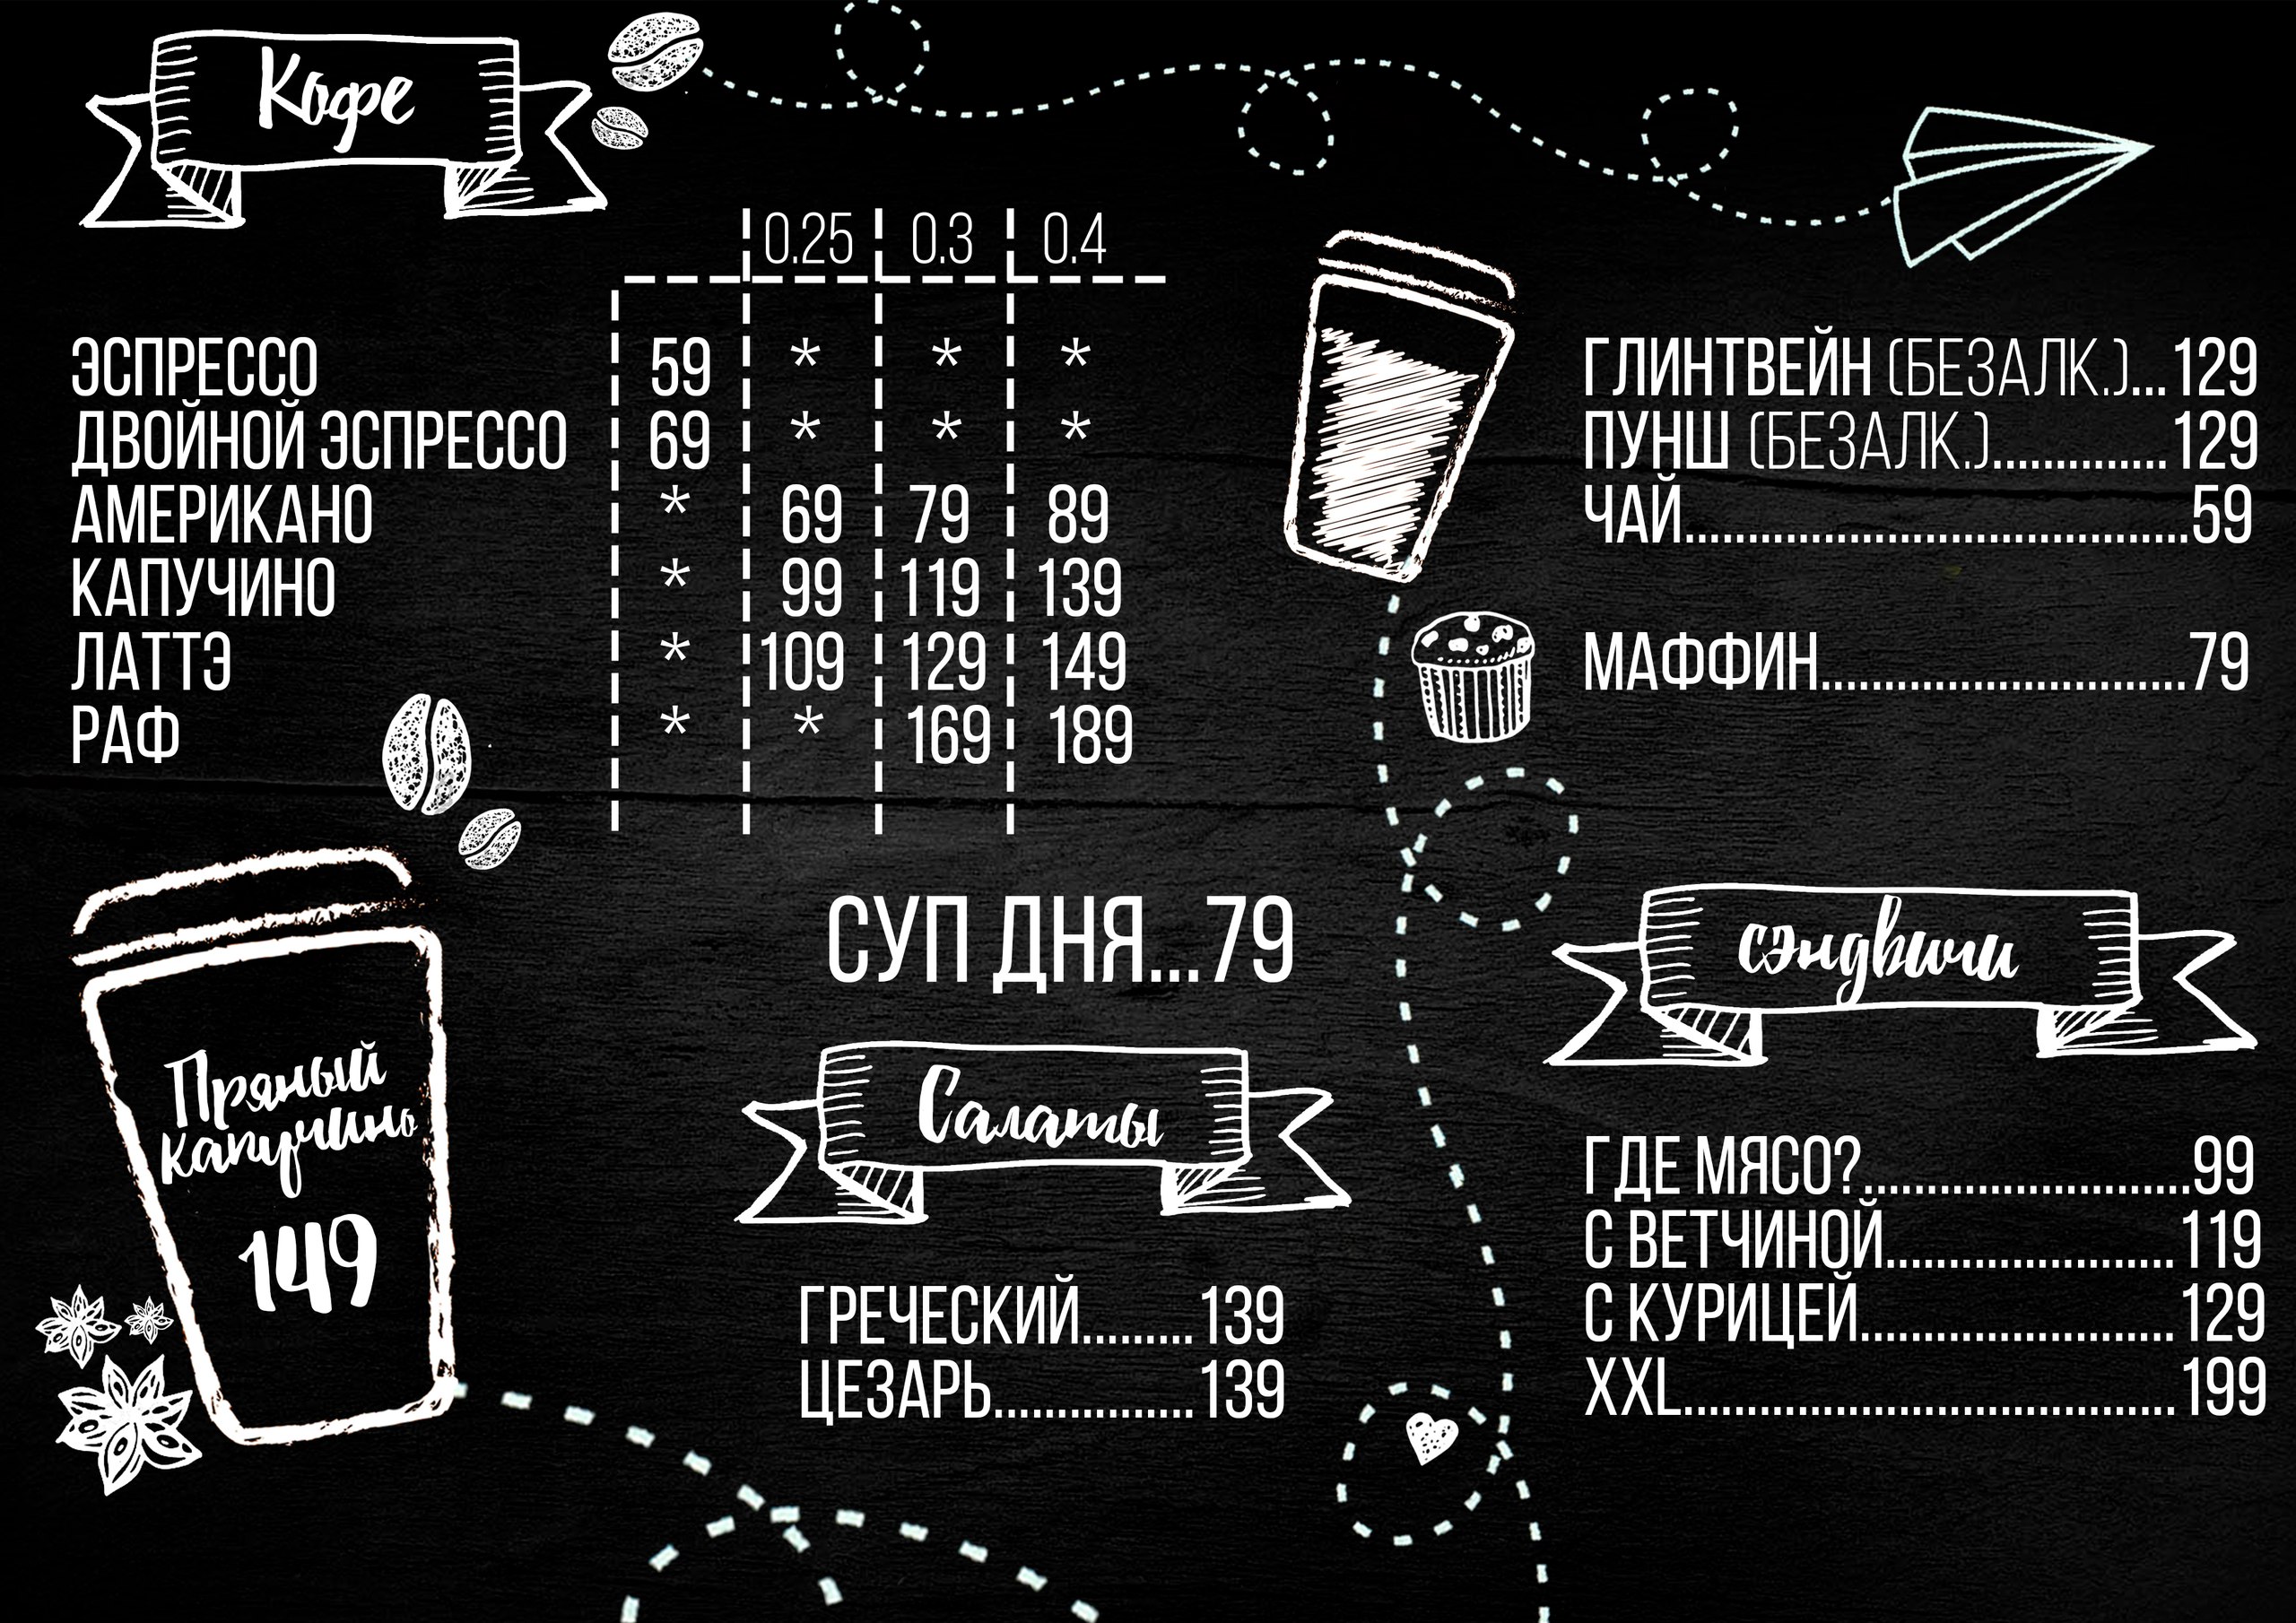 Кофе
0.25 0.3 0.4
ЭСПРЕССО 59 * * *
ДВОЙНОЙ ЭСПРЕССО 69 * * *
АМЕРИКАНО * 69 79 89
КАПУЧИНО * 99 119 139
ЛАТТЭ * 109 129 149
РАФ * * 169 189
ГЛИНТВЕЙН (БЕЗАЛК.)...129
ПУНШ (БЕЗАЛК.)..............129
ЧАЙ........................................59
МАФФИН.............................79
Пряный
капучино
149
СУП ДНЯ...79
Салаты
ГРЕЧЕСКИЙ.........139
ЦЕЗАРЬ................139
сэндвичи
ГДЕ МЯСО?..........................99
С ВЕТЧИНОЙ.......................119
С КУРИЦЕЙ.........................129
XXL.......................................199